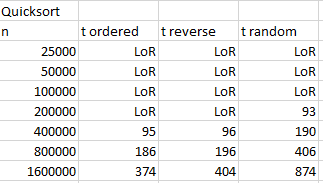 Quicksort
n t ordered t reverse t random
25000 LoR LoR LoR
50000 LoR LoR LoR
100000 LoR LoR LoR
200000 LoR LoR 93
400000 95 96 190
800000 186 196 406
1600000 374 404 874